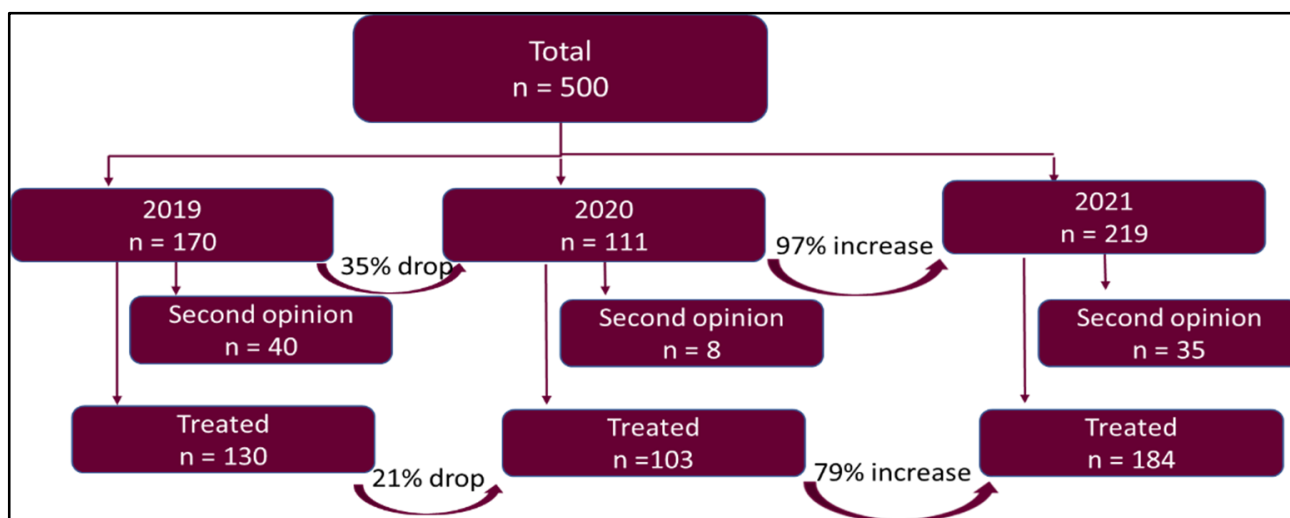 Total
n = 500
2019
n = 170
2020
n = 111
2021
n = 219
35% drop
97% increase
Second opinion
n = 40
Second opinion
n = 8
Second opinion
n = 35
Treated
n = 130
Treated
n =103
Treated
n = 184
21% drop
79% increase